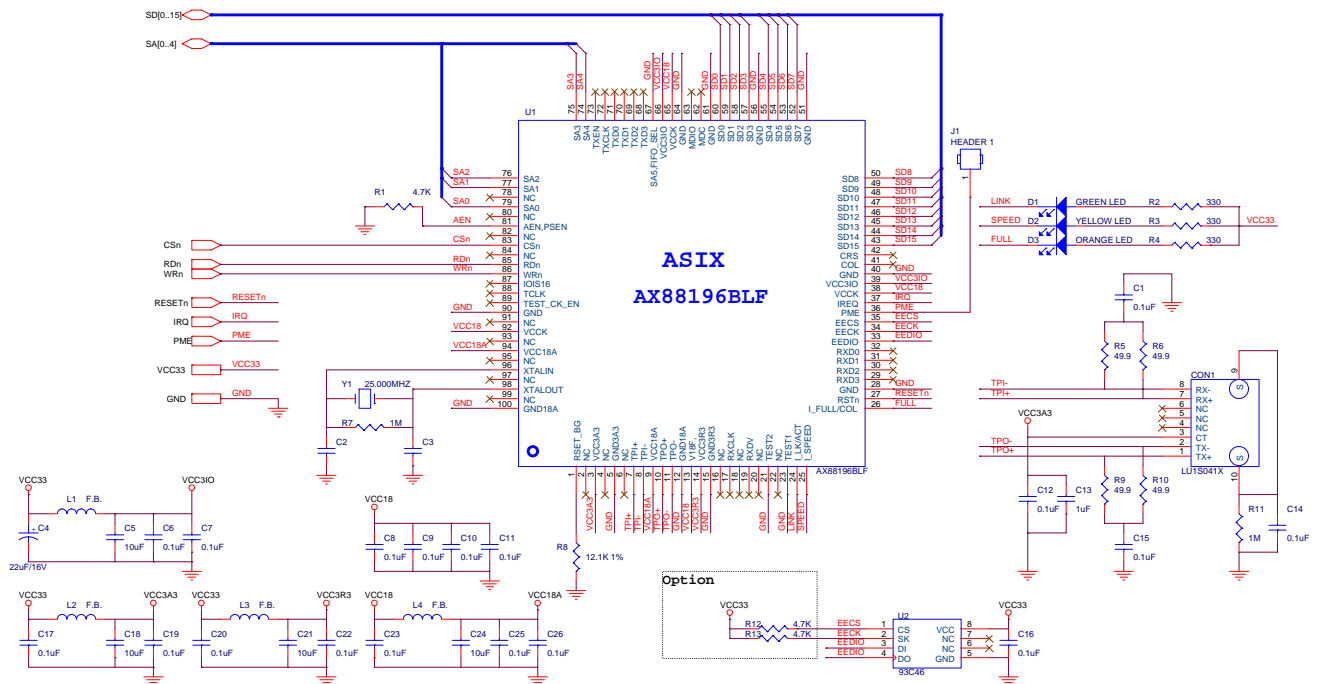 SD[0..15]
SA[0..4]
SA3
SA4
GND
VCC3IO
VCC18
GND
GND
SD0
SD1
SD2
SD3
GND
SD4
SD5
SD6
SD7
GND
75
74
73
72
71
70
69
68
67
66
65
64
63
62
61
60
59
58
57
56
55
54
53
52
51
U1
SA3
SA4
TXEN
TXCLK
TXD0
TXD1
TXD2
TXD3
SA5,FIFO_SEL
VCC3IO
VCCK
GND
MDIO
MDC
GND
SD0
SD1
SD2
SD3
GND
SD4
SD5
SD6
SD7
GND
SA2 76 SA2
SA1 77 SA1
78 NC
SA0 79 SA0
80 NC
AEN 81 AEN,PSEN
82 NC
CSn 83 CSn
84 NC
RDn 85 RDn
WRn 86 WRn
87 IOIS16
88 TCLK
89 TEST_CK_EN
GND 90 GND
91 NC
VCC18 92 VCCK
93 NC
VCC18A 94 VCC18A
95 NC
96 XTALIN
97 NC
98 XTALOUT
99 NC
GND 100 GND18A
R1 4.7K
CSn CSn
RDn RDn
WRn WRn
RESETn RESETn
IRQ IRQ
PME PME
VCC33 VCC33
GND GND
Y1 25.000MHZ
R7 1M
C2
C3
ASIX
AX88196BLF
SD8 50 SD8
SD9 49 SD9
SD10 48 SD10
SD11 47 SD11
SD12 46 SD12
SD13 45 SD13
SD14 44 SD14
SD15 43 SD15
CRS 42
COL 41
GND 40 GND
VCC3IO 39 VCC3IO
VCCK 38 VCC18
IREQ 37 IRQ
PME 36 PME
EECS 35 EECS
EECK 34 EECK
EEDIO 33 EEDIO
RXD0 32
RXD1 31
RXD2 30
RXD3 29
GND 28 GND
RSTn 27 RESETn
I_FULL/COL 26 FULL
RSET_BG
NC
VCC3A3
NC
GND3A3
NC
TPI+
TPI-
VCC18A
TPO+
TPO-
GND18A
V18F,
VCC3R3
GND3R3
NC
RXCLK
NC
RXDV
NC
TEST2
NC
TEST1
I_LK/ACT
I_SPEED
AX88196BLF
1
2
3
4
5
6
7
8
9
10
11
12
13
14
15
16
17
18
19
20
21
22
23
24
25
VCC3A3
GND
TPI+
TPI-
VCC18A
TPO+
TPO-
GND
VCC18
VCC3R3
GND
GND
GND
LINK
SPEED
R8
12.1K 1%
J1
HEADER 1
1
LINK D1 GREEN LED R2 330
SPEED D2 YELLOW LED R3 330 VCC33
FULL D3 ORANGE LED R4 330
C1
0.1uF
R5
49.9
R6
49.9
CON1
9
TPI- 8 RX-
TPI+ 7 RX+
6 NC
5 NC
4 NC
3 CT
TPO- 2 TX-
TPO+ 1 TX+
S
S
LU1S041X
10
VCC3A3
C12
0.1uF
C13
1uF
R9
49.9
R10
49.9
C15
0.1uF
R11
1M
C14
0.1uF
VCC33
L1 F.B.
VCC3IO
C4
+
22uF/16V
C5
10uF
C6
0.1uF
C7
0.1uF
VCC18
C8
0.1uF
C9
0.1uF
C10
0.1uF
C11
0.1uF
VCC33
L2 F.B.
VCC3A3
C17
0.1uF
C18
10uF
C19
0.1uF
VCC33
L3 F.B.
VCC3R3
C20
0.1uF
C21
10uF
C22
0.1uF
VCC18
L4 F.B.
VCC18A
C23
0.1uF
C24
10uF
C25
0.1uF
C26
0.1uF
Option
VCC33
R12 4.7K
R13 4.7K
U2
EECS 1 CS
EECK 2 SK
EEDIO 3 DI
EEDIO 4 DO
VCC 8
NC 7
NC 6
GND 5
93C46
VCC33
C16
0.1uF